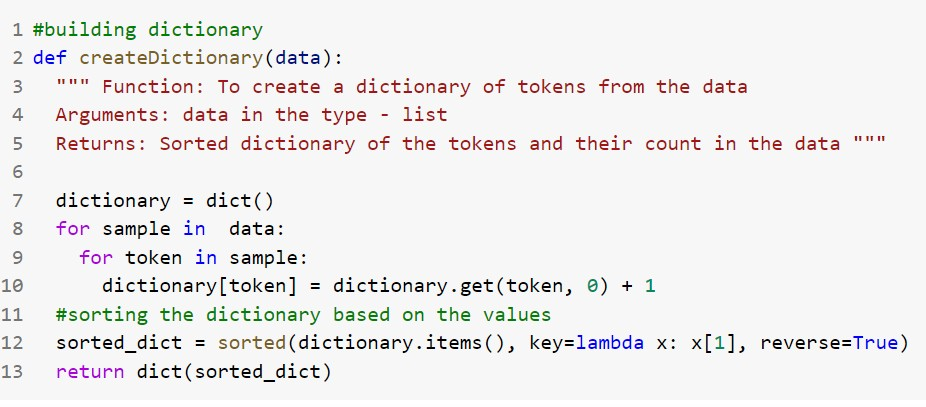 1 #building dictionary
2 def createDictionary(data):
3   """ Function: To create a dictionary of tokens from the data
4   Arguments: data in the type - list
5   Returns: Sorted dictionary of the tokens and their count in the data """
6
7   dictionary = dict()
8   for sample in  data:
9     for token in sample:
10       dictionary[token] = dictionary.get(token, 0) + 1
11   #sorting the dictionary based on the values
12   sorted_dict = sorted(dictionary.items(), key=lambda x: x[1], reverse=True)
13   return dict(sorted_dict)